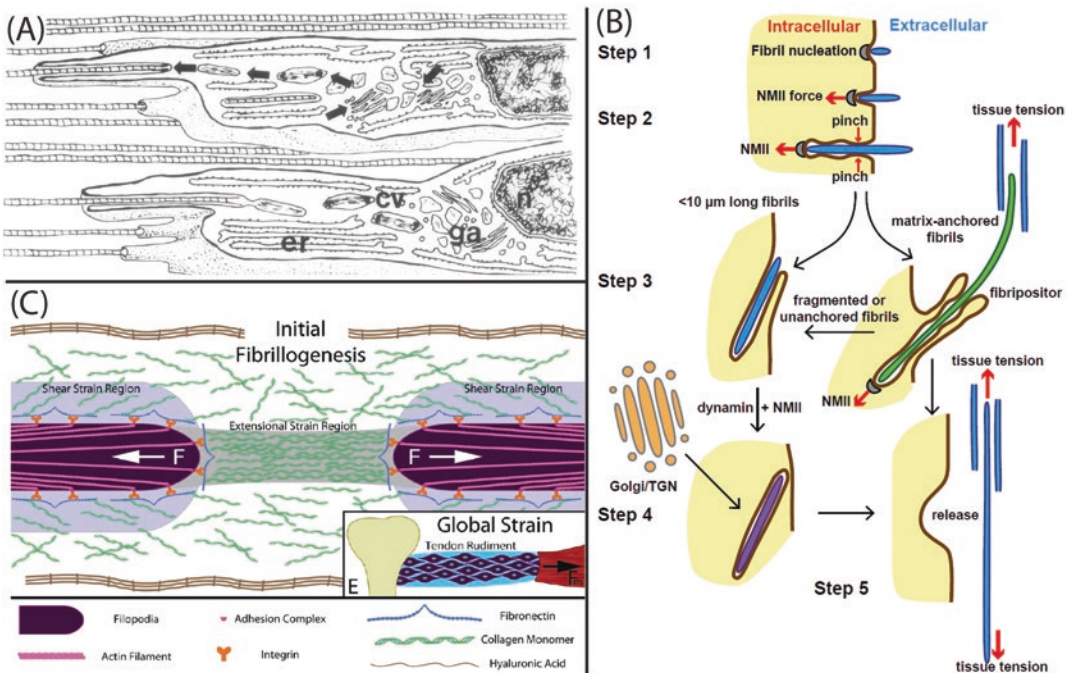 (A)
cv
er
ga
n
(B)
Intracellular Extracellular
Step 1
Fibril nucleation
NMII force
Step 2
pinch
NMII
pinch
tissue tension
<10 µm long fibrils
matrix-anchored
fibrils
Step 3
fibripositor
fragmented or
unanchored fibrils
NMII
tissue tension
dynamin + NMII
Golgi/TGN
Step 4
release
Step 5
tissue tension
(C)
Initial
Fibrillogenesis
Shear Strain Region
Shear Strain Region
Extensional Strain Region
F
F
Global Strain
Tendon Rudiment
E
Filopodia
Adhesion Complex
Fibronectin
Collagen Monomer
Actin Filament
Integrin
Hyaluronic Acid